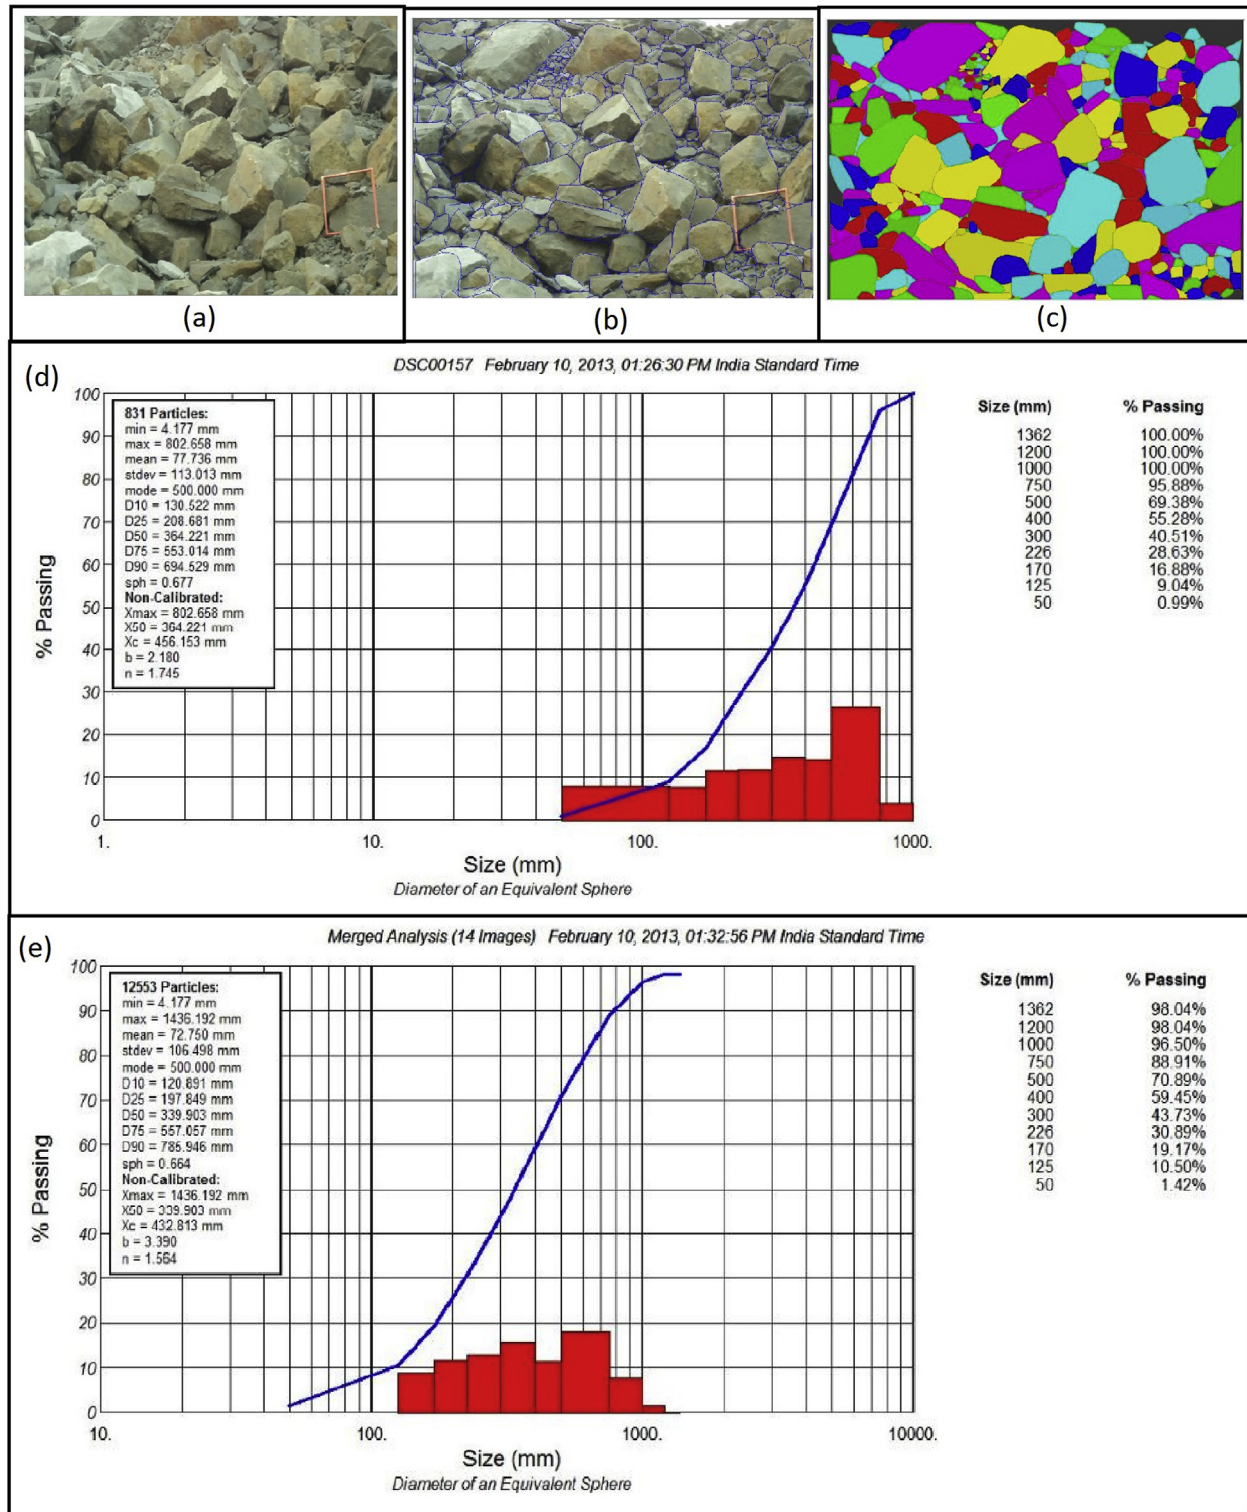 (a)
(b)
(c)
(d)
DSC00157 February 10, 2013, 01:26:30 PM India Standard Time
100
90
80
70
60
50
40
30
20
10
0
% Passing
831 Particles:
min = 4.177 mm
max = 802.658 mm
mean = 77.736 mm
stdev = 113.013 mm
mode = 500.000 mm
D10 = 130.522 mm
D25 = 208.681 mm
D50 = 364.221 mm
D75 = 553.014 mm
D90 = 694.529 mm
sph = 0.677
Non-Calibrated:
Xmax = 802.658 mm
X50 = 364.221 mm
Xc = 456.153 mm
b = 2.180
n = 1.745
1. 10. 100. 1000.
Size (mm)
Diameter of an Equivalent Sphere
Size (mm) % Passing
1362 100.00%
1200 100.00%
1000 100.00%
750 95.88%
500 69.38%
400 55.28%
300 40.51%
226 28.63%
170 16.88%
125 9.04%
50 0.99%
(e)
Merged Analysis (14 Images) February 10, 2013, 01:32:56 PM India Standard Time
100
90
80
70
60
50
40
30
20
10
0
% Passing
12553 Particles:
min = 4.177 mm
max = 1436.192 mm
mean = 72.750 mm
stdev = 106.498 mm
mode = 500.000 mm
D10 = 120.891 mm
D25 = 197.849 mm
D50 = 339.903 mm
D75 = 557.057 mm
D90 = 785.946 mm
sph = 0.664
Non-Calibrated:
Xmax = 1436.192 mm
X50 = 339.903 mm
Xc = 432.813 mm
b = 3.390
n = 1.564
10. 100. 1000. 10000.
Size (mm)
Diameter of an Equivalent Sphere
Size (mm) % Passing
1362 98.04%
1200 98.04%
1000 96.50%
750 88.91%
500 70.89%
400 59.45%
300 43.73%
226 30.89%
170 19.17%
125 10.50%
50 1.42%